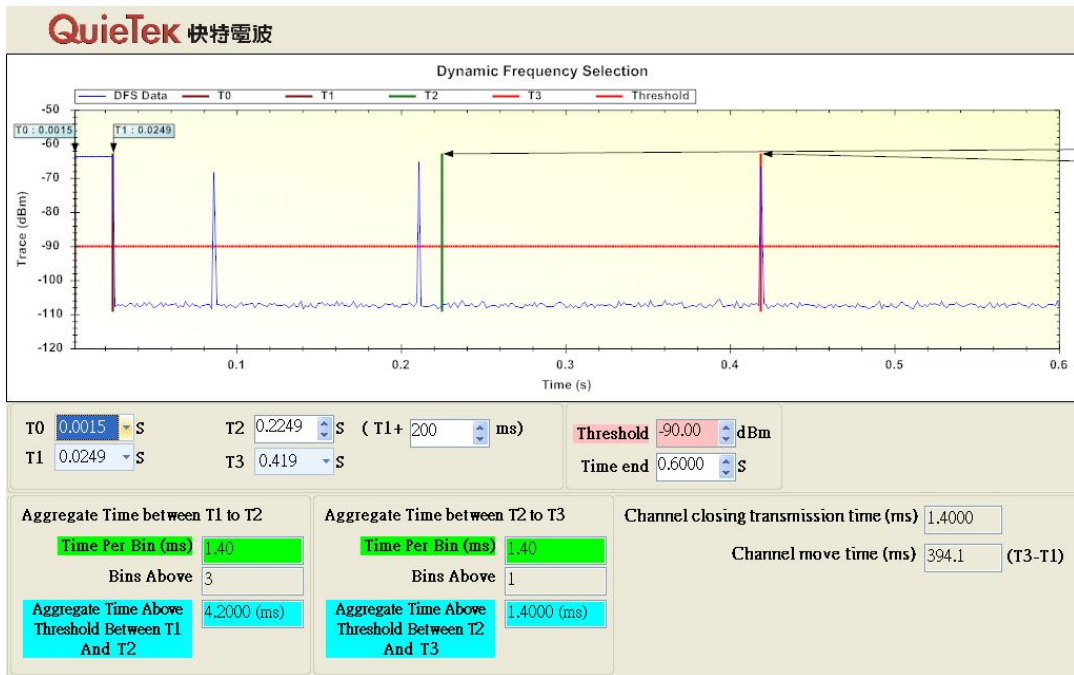 QuieTek 快特電波
Dynamic Frequency Selection
DFS Data T0 T1 T2 T3 Threshold
T0 : 0.0015 T1 : 0.0249
-50
-60
-70
-80
-90
-100
-110
-120
Trace (dBm)
0.1 0.2 0.3 0.4 0.5 0.6
Time (s)
T0 0.0015 S T2 0.2249 S ( T1+ 200 ms)
T1 0.0249 S T3 0.419 S
Threshold -90.00 dBm
Time end 0.6000 S
Aggregate Time between T1 to T2
Time Per Bin (ms) 1.40
Bins Above 3
Aggregate Time Above
Threshold Between T1
And T2
4.2000 (ms)
Aggregate Time between T2 to T3
Time Per Bin (ms) 1.40
Bins Above 1
Aggregate Time Above
Threshold Between T2
And T3
1.4000 (ms)
Channel closing transmission time (ms) 1.4000
Channel move time (ms) 394.1 (T3-T1)